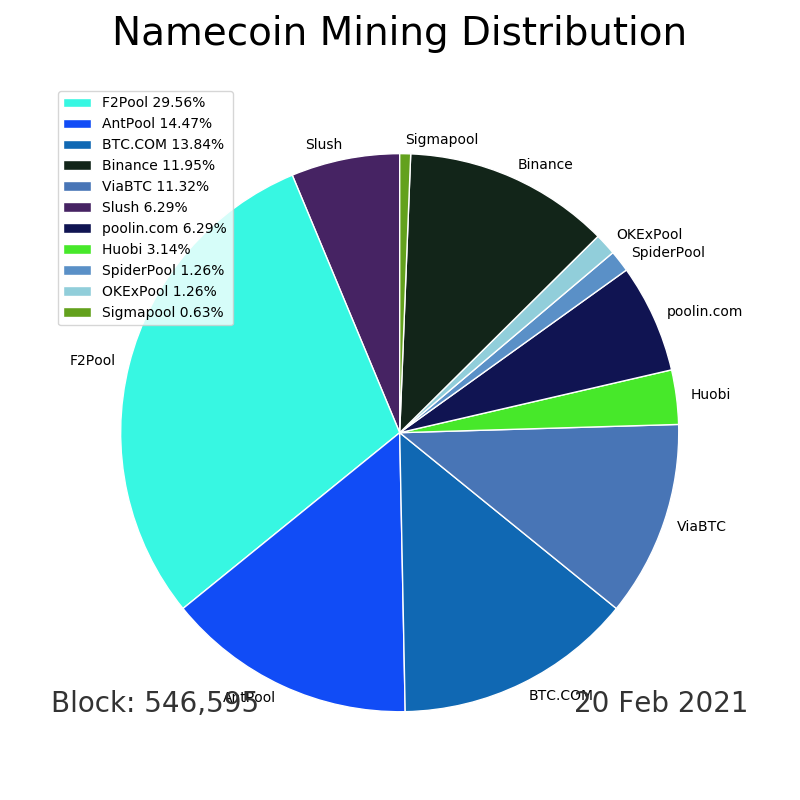 Namecoin Mining Distribution
F2Pool 29.56%
AntPool 14.47%
BTC.COM 13.84%
Binance 11.95%
ViaBTC 11.32%
Slush 6.29%
poolin.com 6.29%
Huobi 3.14%
SpiderPool 1.26%
OKExPool 1.26%
Sigmapool 0.63%
Slush
Sigmapool
Binance
OKExPool
SpiderPool
poolin.com
F2Pool
Huobi
ViaBTC
AntPool
BTC.COM
Block: 546,595
20 Feb 2021